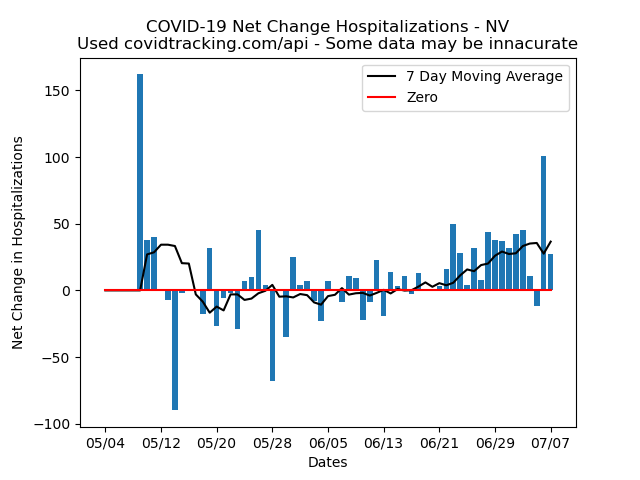 COVID-19 Net Change Hospitalizations - NV
Used covidtracking.com/api - Some data may be innacurate
7 Day Moving Average
Zero
Net Change in Hospitalizations
150
100
50
0
−50
−100
05/04 05/12 05/20 05/28 06/05 06/13 06/21 06/29 07/07
Dates